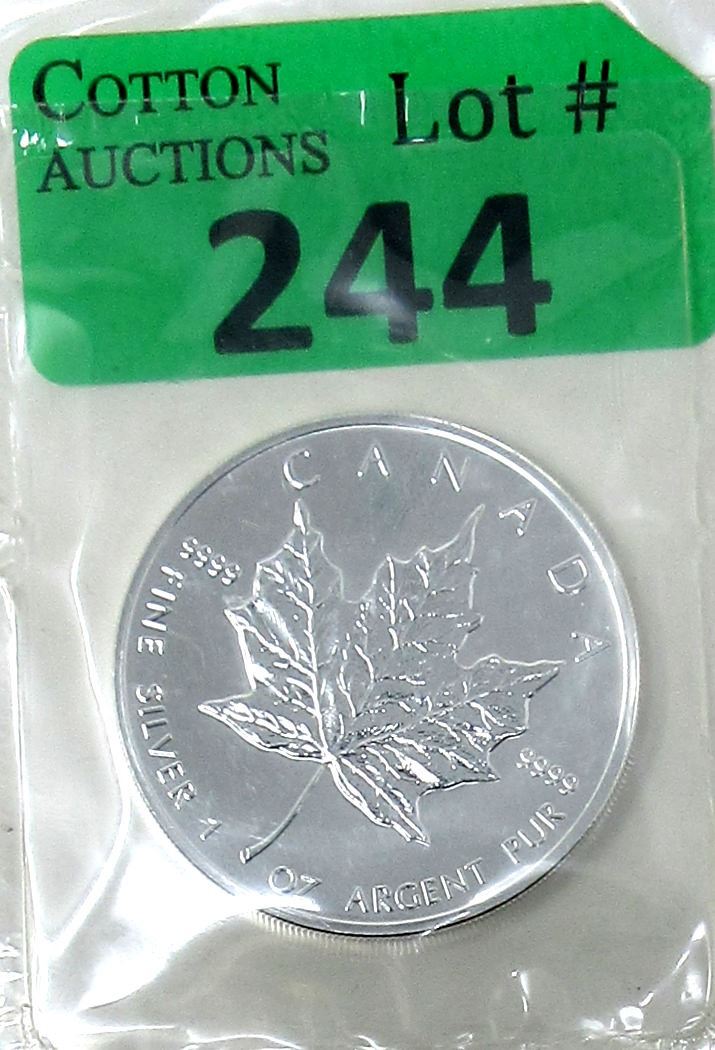 COTTON
AUCTIONS
Lot #
244
CANADA
9999
FINE SILVER 1 OZ ARGENT PUR
9999